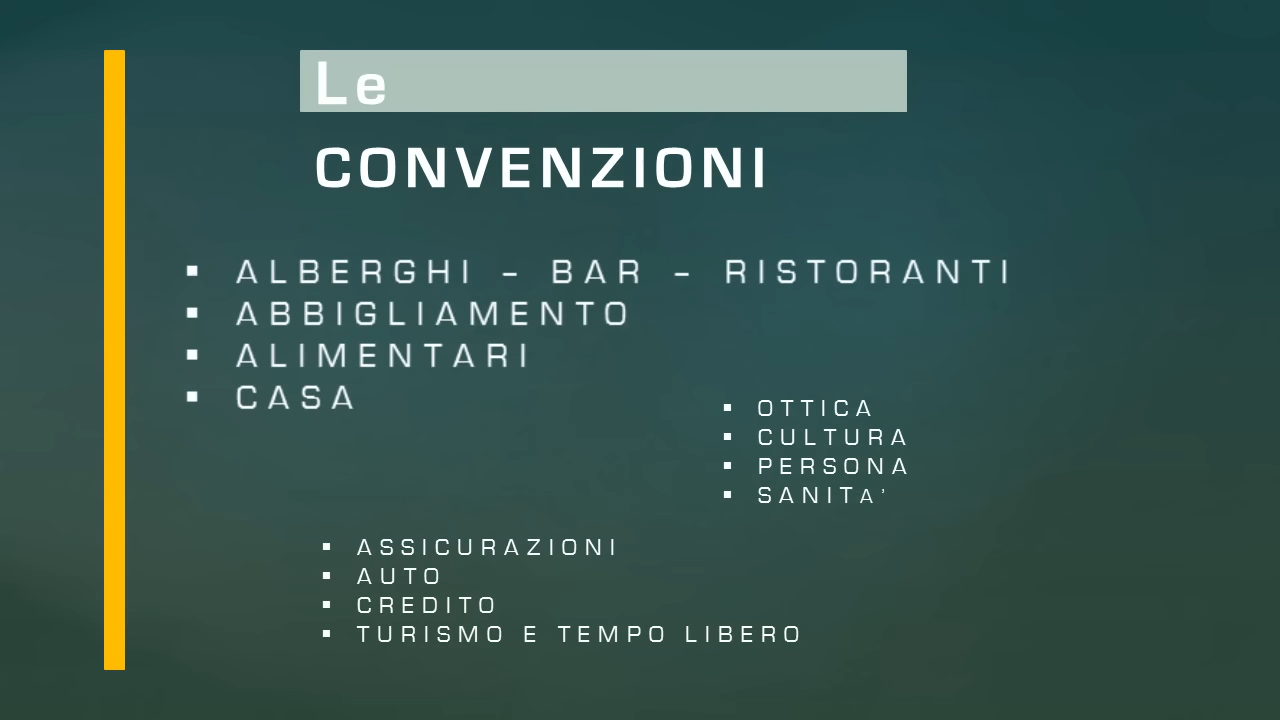 Le
CONVENZIONI
▪ ALBERGHI – BAR – RISTORANTI
▪ ABBIGLIAMENTO
▪ ALIMENTARI
▪ CASA
▪ OTTICA
▪ CULTURA
▪ PERSONA
▪ SANITA’
▪ ASSICURAZIONI
▪ AUTO
▪ CREDITO
▪ TURISMO E TEMPO LIBERO